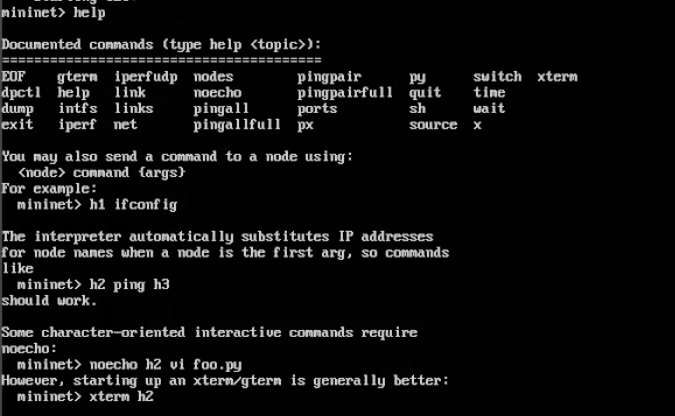 mininet> help
Documented commands (type help <topic>):
========================================
EOF gterm iperfudp nodes pingpair py switch xterm
dpctl help link noecho pingpairfull quit time
dump intfs links pingall ports sh wait
exit iperf net pingallfull px source x
You may also send a command to a node using:
<node> command {args}
For example:
mininet> h1 ifconfig
The interpreter automatically substitutes IP addresses
for node names when a node is the first arg, so commands
like
mininet> h2 ping h3
should work.
Some character-oriented interactive commands require
noecho:
mininet> noecho h2 vi foo.py
However, starting up an xterm/gterm is generally better:
mininet> xterm h2